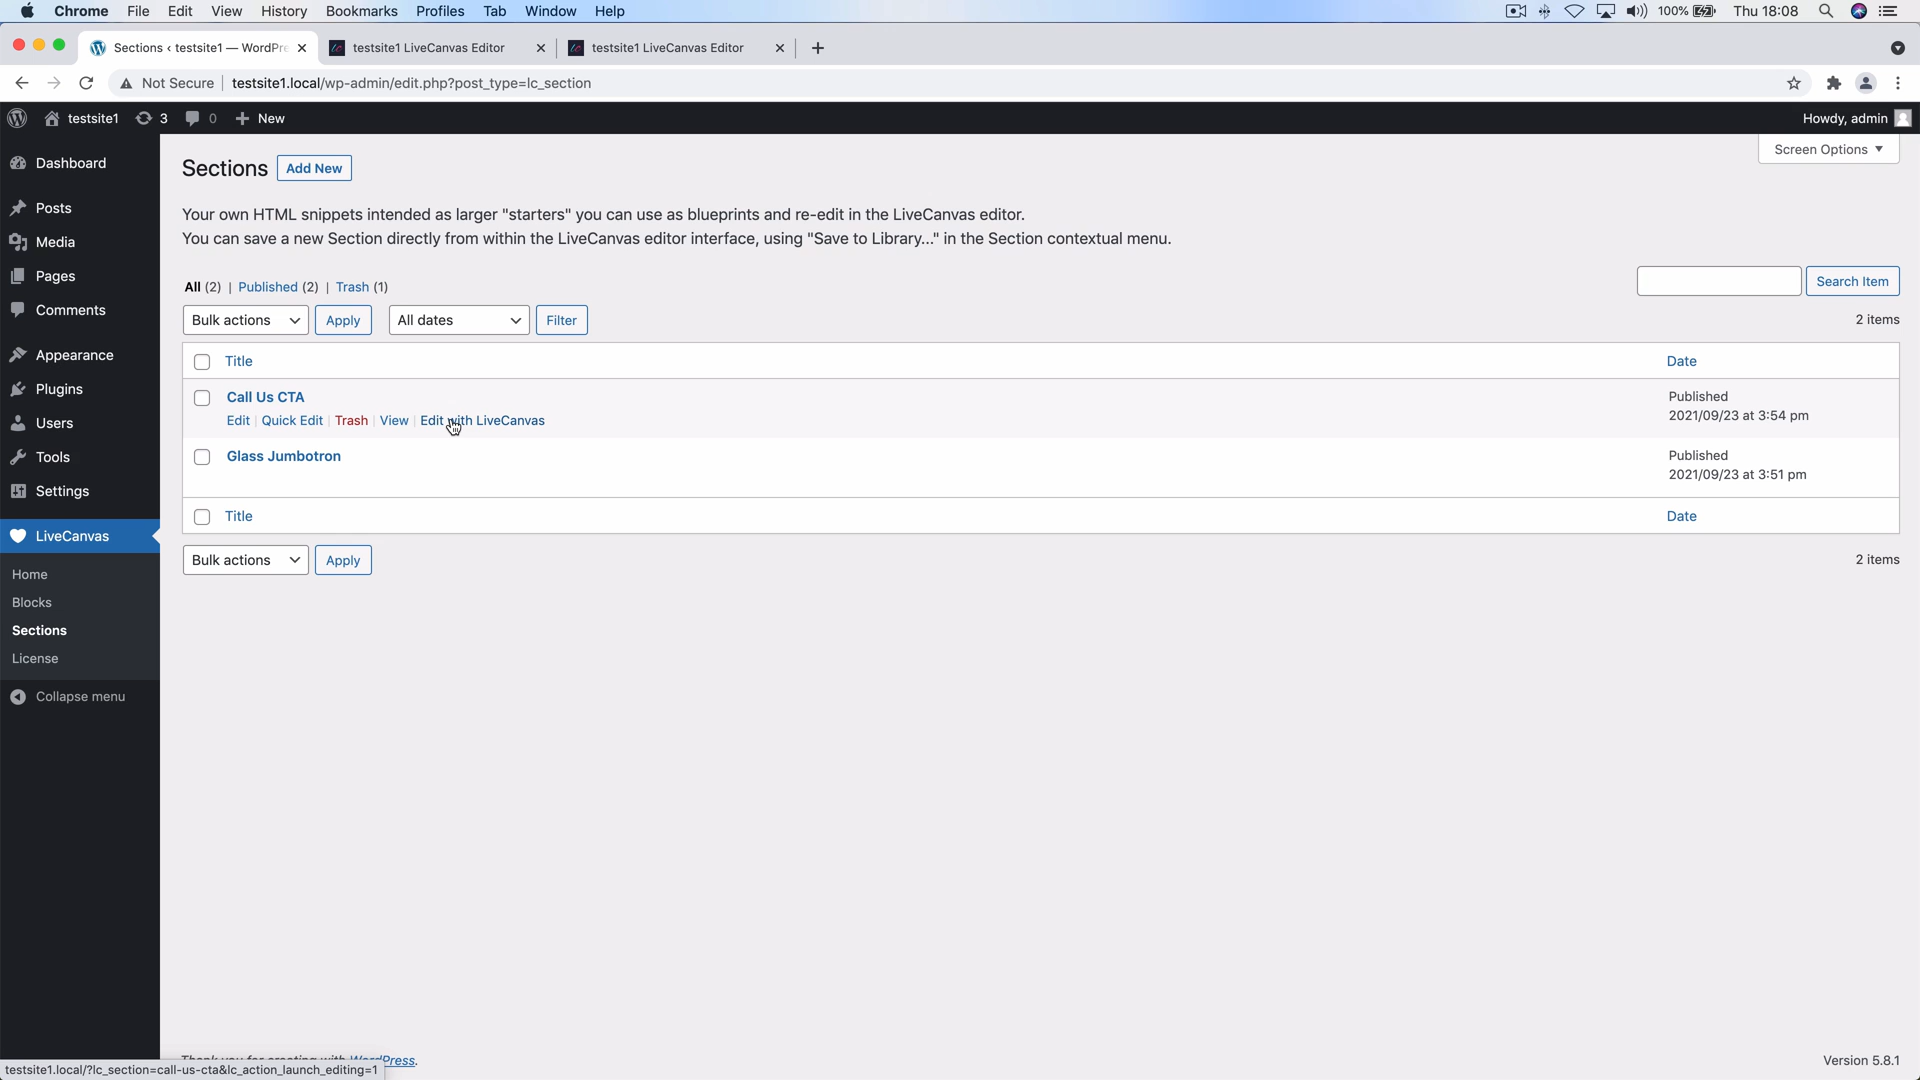 Chrome File Edit View History Bookmarks Profiles Tab Window Help 100% Thu 18:08
Sections ‹ testsite1 — WordPre testsite1 LiveCanvas Editor testsite1 LiveCanvas Editor
Not Secure testsite1.local/wp-admin/edit.php?post_type=lc_section
testsite1 3 0 New Howdy, admin
Screen Options
Dashboard
Posts
Media
Pages
Comments
Appearance
Plugins
Users
Tools
Settings
LiveCanvas
Home
Blocks
Sections
License
Collapse menu
Sections Add New
Your own HTML snippets intended as larger "starters" you can use as blueprints and re-edit in the LiveCanvas editor.
You can save a new Section directly from within the LiveCanvas editor interface, using "Save to Library..." in the Section contextual menu.
All (2) | Published (2) | Trash (1)
Search Item
Bulk actions Apply All dates Filter 2 items
Title Date
Call Us CTA Published
Edit | Quick Edit | Trash | View | Edit with LiveCanvas 2021/09/23 at 3:54 pm
Glass Jumbotron Published
2021/09/23 at 3:51 pm
Title Date
Bulk actions Apply 2 items
Thank you for creating with WordPress. Version 5.8.1
testsite1.local/?lc_section=call-us-cta&lc_action_launch_editing=1